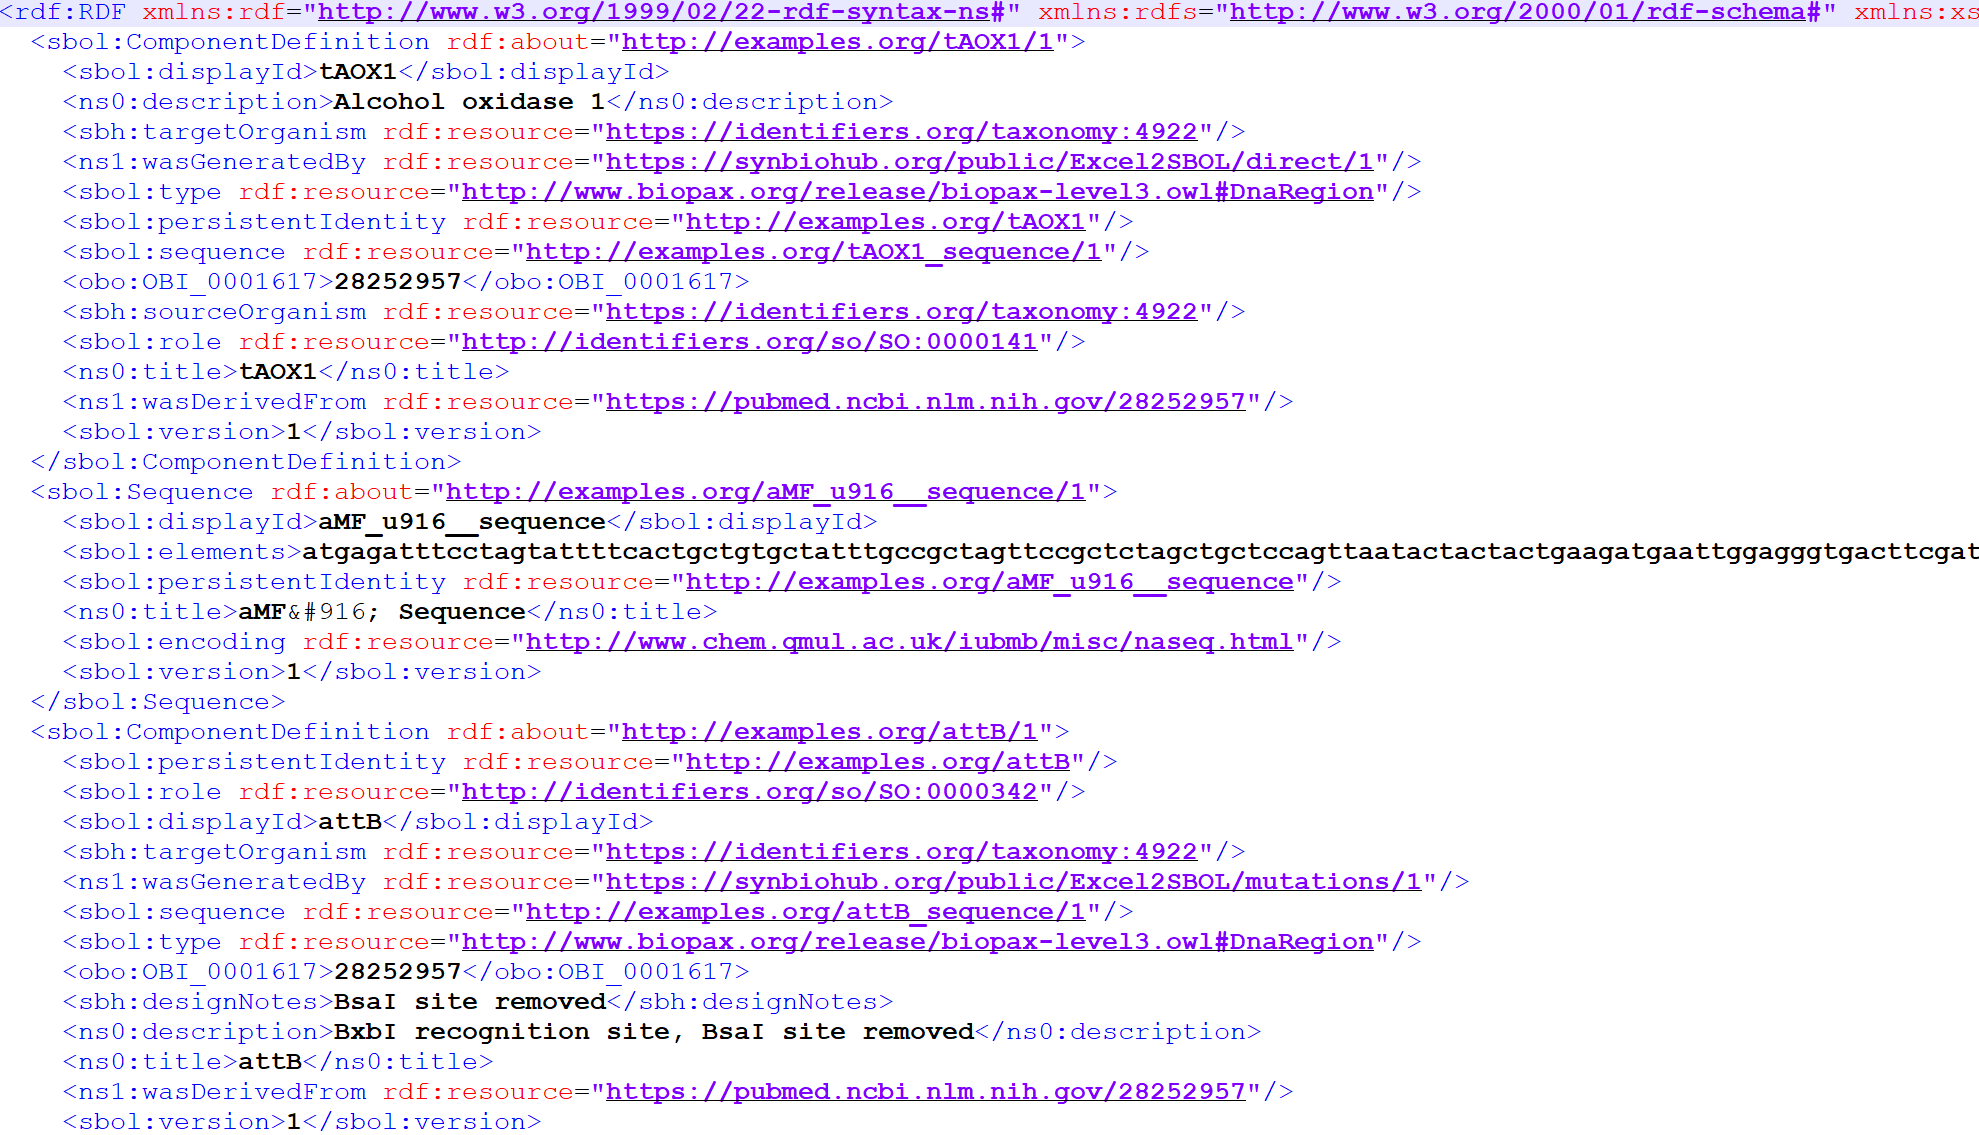 <rdf:RDF xmlns:rdf="http://www.w3.org/1999/02/22-rdf-syntax-ns#" xmlns:rdfs="http://www.w3.org/2000/01/rdf-schema#" xmlns:xs
<sbol:ComponentDefinition rdf:about="http://examples.org/tAOX1/1">
<sbol:displayId>tAOX1</sbol:displayId>
<ns0:description>Alcohol oxidase 1</ns0:description>
<sbh:targetOrganism rdf:resource="https://identifiers.org/taxonomy:4922"/>
<ns1:wasGeneratedBy rdf:resource="https://synbiohub.org/public/Excel2SBOL/direct/1"/>
<sbol:type rdf:resource="http://www.biopax.org/release/biopax-level3.owl#DnaRegion"/>
<sbol:persistentIdentity rdf:resource="http://examples.org/tAOX1"/>
<sbol:sequence rdf:resource="http://examples.org/tAOX1_sequence/1"/>
<obo:OBI_0001617>28252957</obo:OBI_0001617>
<sbh:sourceOrganism rdf:resource="https://identifiers.org/taxonomy:4922"/>
<sbol:role rdf:resource="http://identifiers.org/so/SO:0000141"/>
<ns0:title>tAOX1</ns0:title>
<ns1:wasDerivedFrom rdf:resource="https://pubmed.ncbi.nlm.nih.gov/28252957"/>
<sbol:version>1</sbol:version>
</sbol:ComponentDefinition>
<sbol:Sequence rdf:about="http://examples.org/aMF_u916__sequence/1">
<sbol:displayId>aMF_u916__sequence</sbol:displayId>
<sbol:elements>atgagatttcctagtattttcactgctgtgctatttgccgctagttccgctctagctgctccagttaatactactactgaagatgaattggagggtgacttcgat
<sbol:persistentIdentity rdf:resource="http://examples.org/aMF_u916__sequence"/>
<ns0:title>aMF&#916; Sequence</ns0:title>
<sbol:encoding rdf:resource="http://www.chem.qmul.ac.uk/iubmb/misc/naseq.html"/>
<sbol:version>1</sbol:version>
</sbol:Sequence>
<sbol:ComponentDefinition rdf:about="http://examples.org/attB/1">
<sbol:persistentIdentity rdf:resource="http://examples.org/attB"/>
<sbol:role rdf:resource="http://identifiers.org/so/SO:0000342"/>
<sbol:displayId>attB</sbol:displayId>
<sbh:targetOrganism rdf:resource="https://identifiers.org/taxonomy:4922"/>
<ns1:wasGeneratedBy rdf:resource="https://synbiohub.org/public/Excel2SBOL/mutations/1"/>
<sbol:sequence rdf:resource="http://examples.org/attB_sequence/1"/>
<sbol:type rdf:resource="http://www.biopax.org/release/biopax-level3.owl#DnaRegion"/>
<obo:OBI_0001617>28252957</obo:OBI_0001617>
<sbh:designNotes>BsaI site removed</sbh:designNotes>
<ns0:description>BxbI recognition site, BsaI site removed</ns0:description>
<ns0:title>attB</ns0:title>
<ns1:wasDerivedFrom rdf:resource="https://pubmed.ncbi.nlm.nih.gov/28252957"/>
<sbol:version>1</sbol:version>